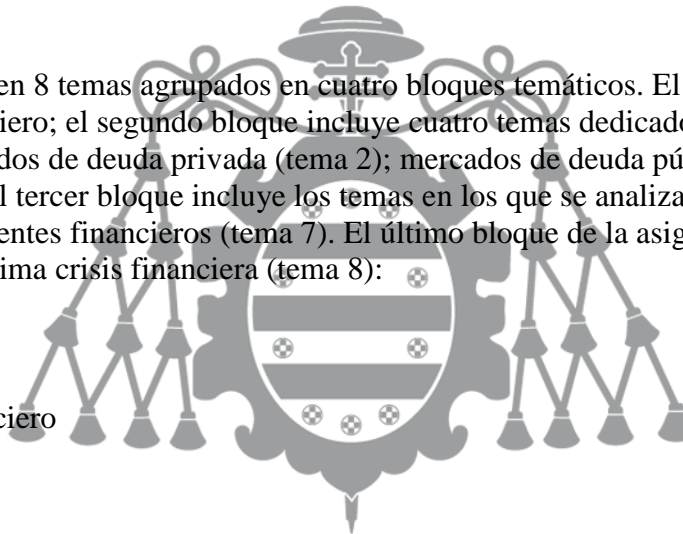 en 8 temas agrupados en cuatro bloques temáticos. El
iero; el segundo bloque incluye cuatro temas dedicado
dos de deuda privada (tema 2); mercados de deuda pú
l tercer bloque incluye los temas en los que se analiza
entes financieros (tema 7). El último bloque de la asig
ima crisis financiera (tema 8):
ciero